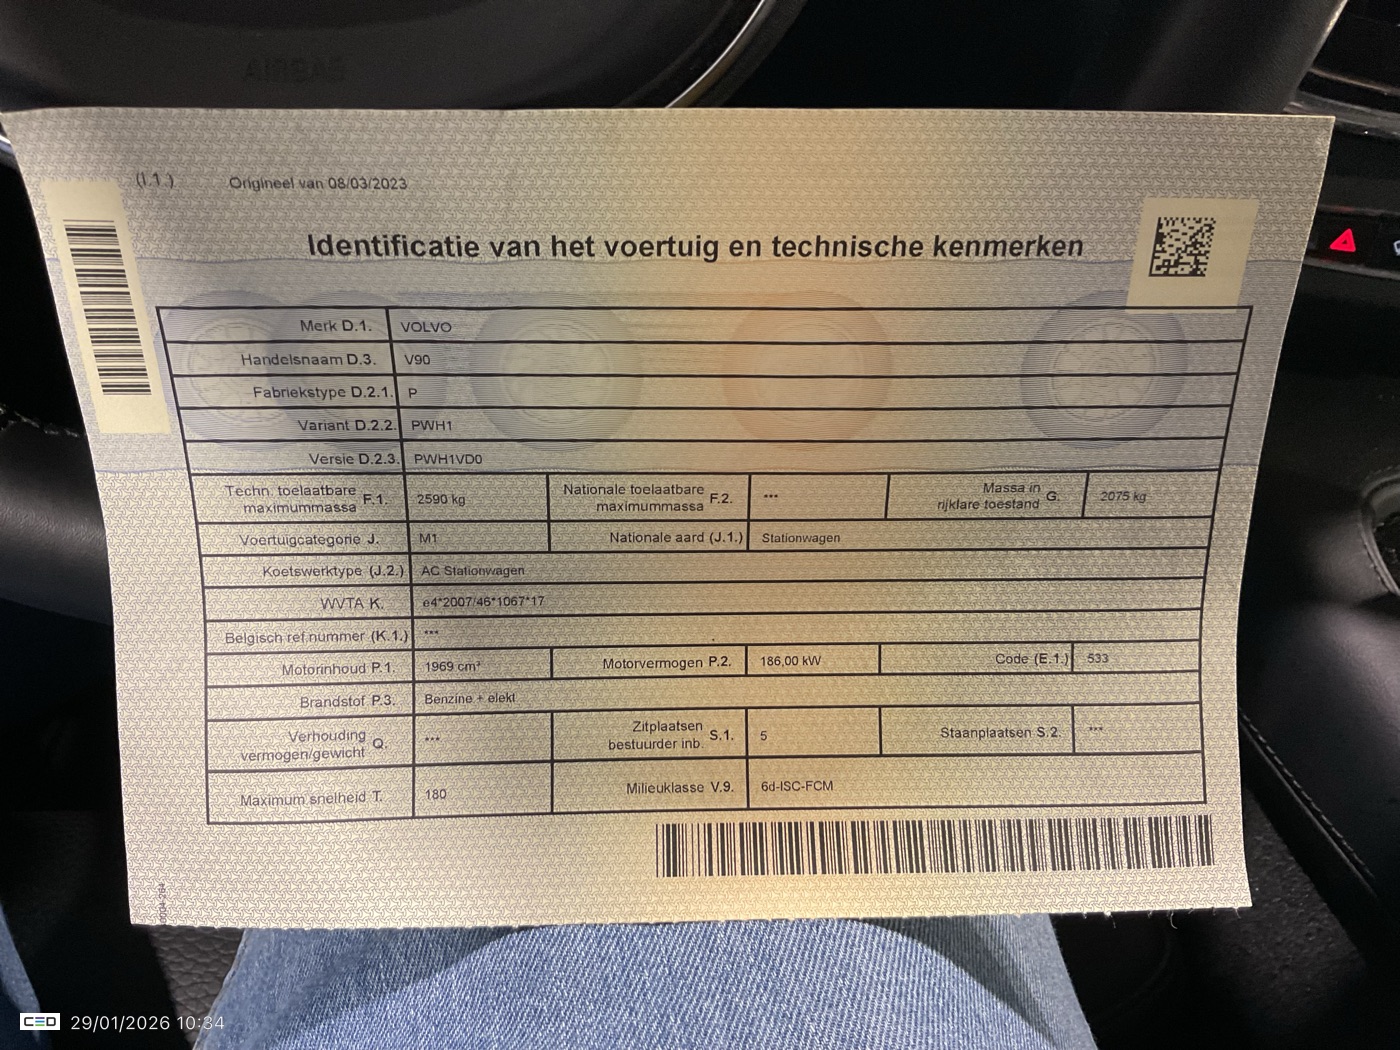 AIRBAG
(I.1.) Origineel van 08/03/2023
Identificatie van het voertuig en technische kenmerken
Merk D.1. VOLVO
Handelsnaam D.3. V90
Fabriekstype D.2.1. P
Variant D.2.2. PWH1
Versie D.2.3. PWH1VD0
Techn. toelaatbare maximummassa F.1. 2590 kg Nationale toelaatbare maximummassa F.2. *** Massa in rijklare toestand G. 2075 kg
Voertuigcategorie J. M1 Nationale aard (J.1.) Stationwagen
Koetswerktype (J.2.) AC Stationwagen
WVTA K. e4*2007/46*1067*17
Belgisch ref.nummer (K.1.) ***
Motorinhoud P.1. 1969 cm³ Motorvermogen P.2. 186,00 kW Code (E.1.) 533
Brandstof P.3. Benzine + elekt
Verhouding vermogen/gewicht Q. *** Zitplaatsen bestuurder inb. S.1. 5 Staanplaatsen S.2. ***
Maximum snelheid T. 180 Milieuklasse V.9. 6d-ISC-FCM
CED 29/01/2026 10:34